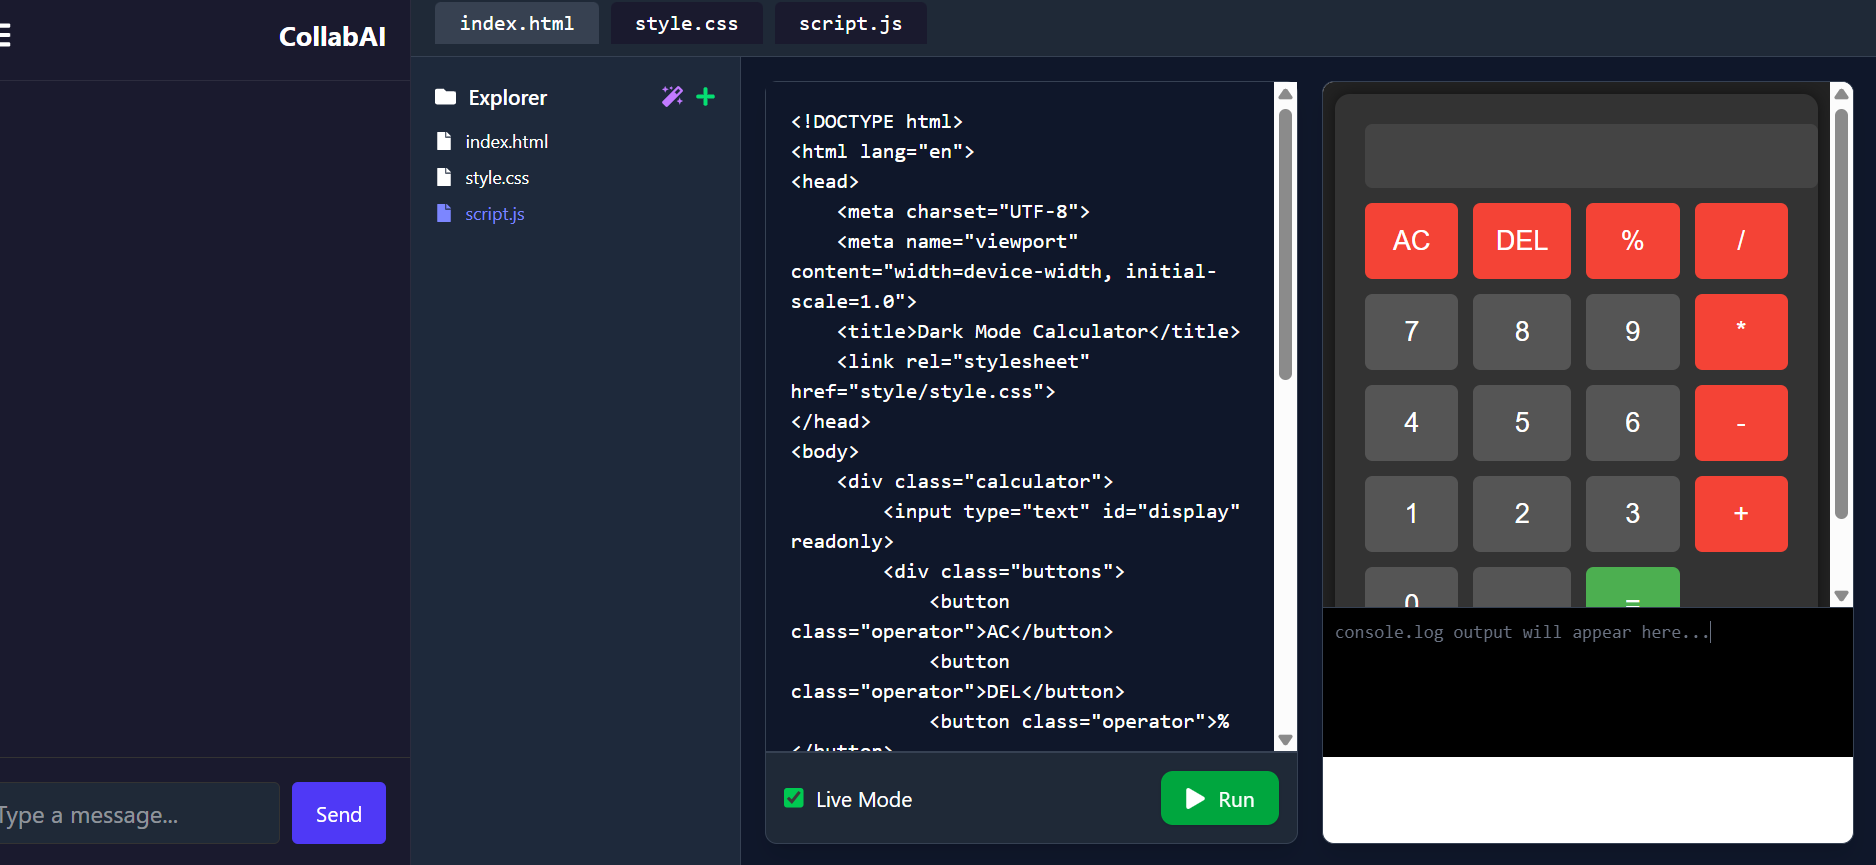 CollabAI
index.html
style.css
script.js
Explorer
index.html
style.css
script.js
<!DOCTYPE html>
<html lang="en">
<head>
    <meta charset="UTF-8">
    <meta name="viewport"
content="width=device-width, initial-
scale=1.0">
    <title>Dark Mode Calculator</title>
    <link rel="stylesheet"
href="style/style.css">
</head>
<body>
    <div class="calculator">
        <input type="text" id="display"
readonly>
        <div class="buttons">
            <button
class="operator">AC</button>
            <button
class="operator">DEL</button>
            <button class="operator">%
</button>
Live Mode
Run
AC DEL % /
7 8 9 *
4 5 6 -
1 2 3 +
0 =
console.log output will appear here...
Type a message...
Send